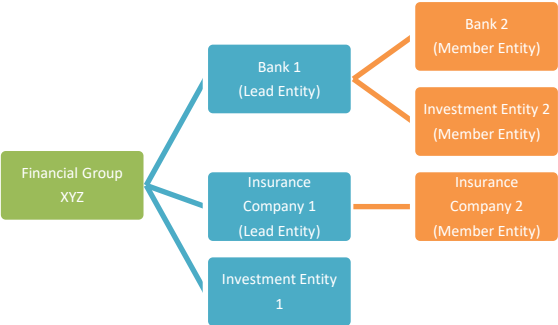 Financial Group
XYZ
Bank 1
(Lead Entity)
Bank 2
(Member Entity)
Investment Entity 2
(Member Entity)
Insurance
Company 1
(Lead Entity)
Insurance
Company 2
(Member Entity)
Investment Entity
1